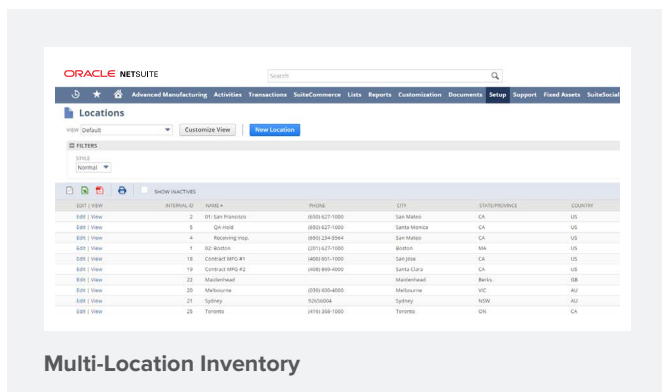 ORACLE NETSUITE
Search
Advanced Manufacturing Activities Transactions SuiteCommerce Lists Reports Customization Documents Setup Support Fixed Assets SuiteSocial
Locations
VIEW Default Customize View New Location
FILTERS
STYLE
Normal
SHOW INACTIVES
EDIT | VIEW INTERNAL ID NAME PHONE CITY STATE/PROVINCE COUNTRY
Edit | View 2 01: San Francisco (650) 627-1000 San Mateo CA US
Edit | View 5 QA Hold (650) 627-1000 Santa Monica CA US
Edit | View 4 Receiving Insp. (650) 234-5564 San Mateo CA US
Edit | View 1 02: Boston (201) 627-1000 Boston MA US
Edit | View 18 Contract MFG #1 (408) 601-1000 San Jose CA US
Edit | View 19 Contract MFG #2 (408) 869-4000 Santa Clara CA US
Edit | View 22 Maidenhead Maidenhead Berks. GB
Edit | View 20 Melbourne Melbourne VIC AU
Edit | View 21 Sydney 92656004 Sydney NSW AU
Edit | View 25 Toronto (416) 366-1000 Toronto ON CA
Multi-Location Inventory